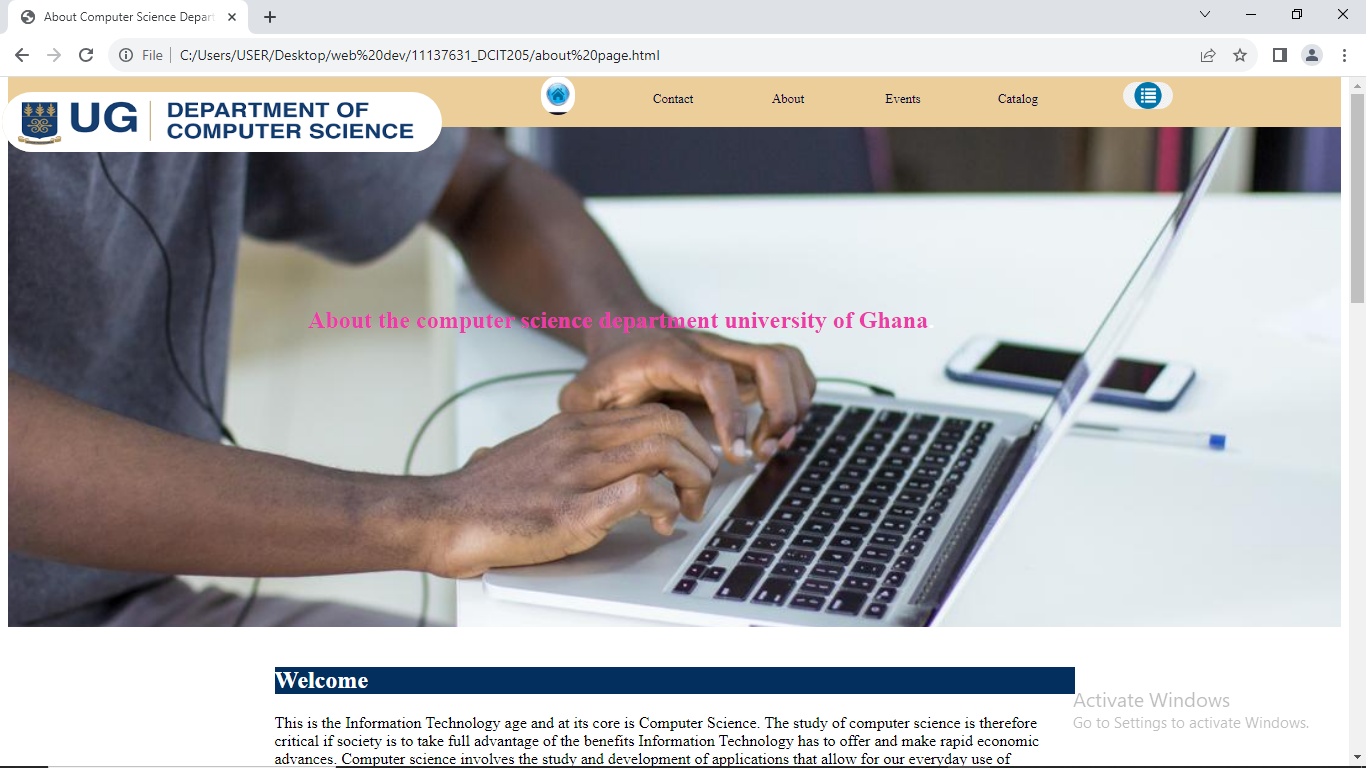 About Computer Science Depar
File
C:/Users/USER/Desktop/web%20dev/11137631_DCIT205/about%20page.html
UG DEPARTMENT OF
COMPUTER SCIENCE
Contact About Events Catalog
About the computer science department university of Ghana.
Welcome
This is the Information Technology age and at its core is Computer Science. The study of computer science is therefore
critical if society is to take full advantage of the benefits Information Technology has to offer and make rapid economic
advances. Computer science involves the study and development of applications that allow for our everyday use of
Activate Windows
Go to Settings to activate Windows.